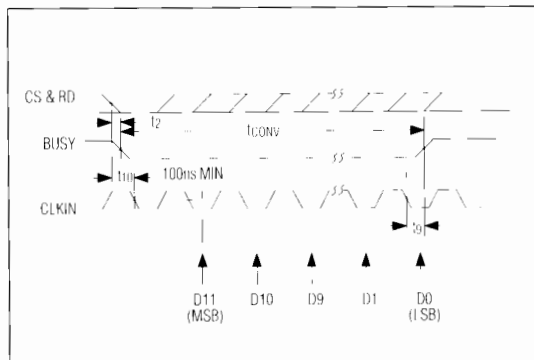 CS & RD
t2
tCONV
BUSY
t10
100ns MIN
CLKIN
t9
D11 D10 D9 D1 D0
(MSB) (LSB)